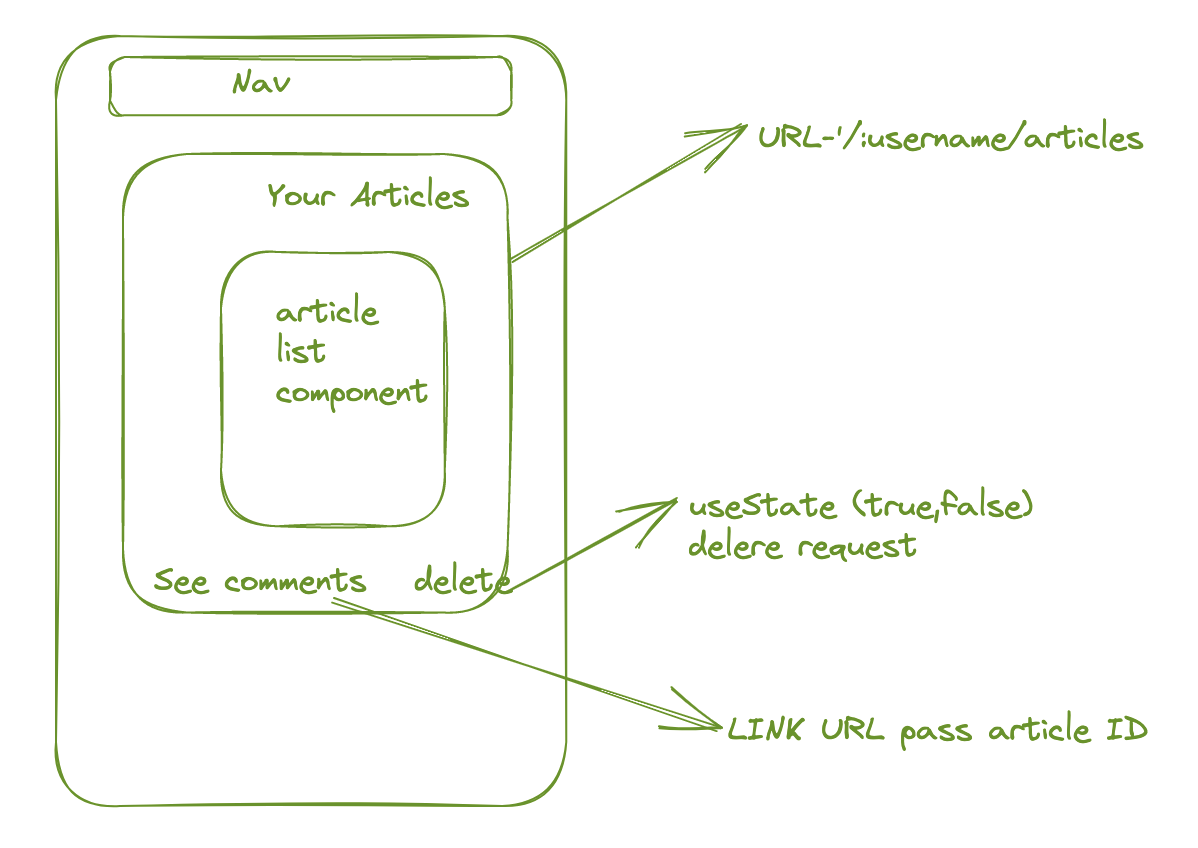 Nav
URL-'/:username/articles
Your Articles
article
list
component
useState (true,false)
delere request
See comments
delete
LINK URL pass article ID